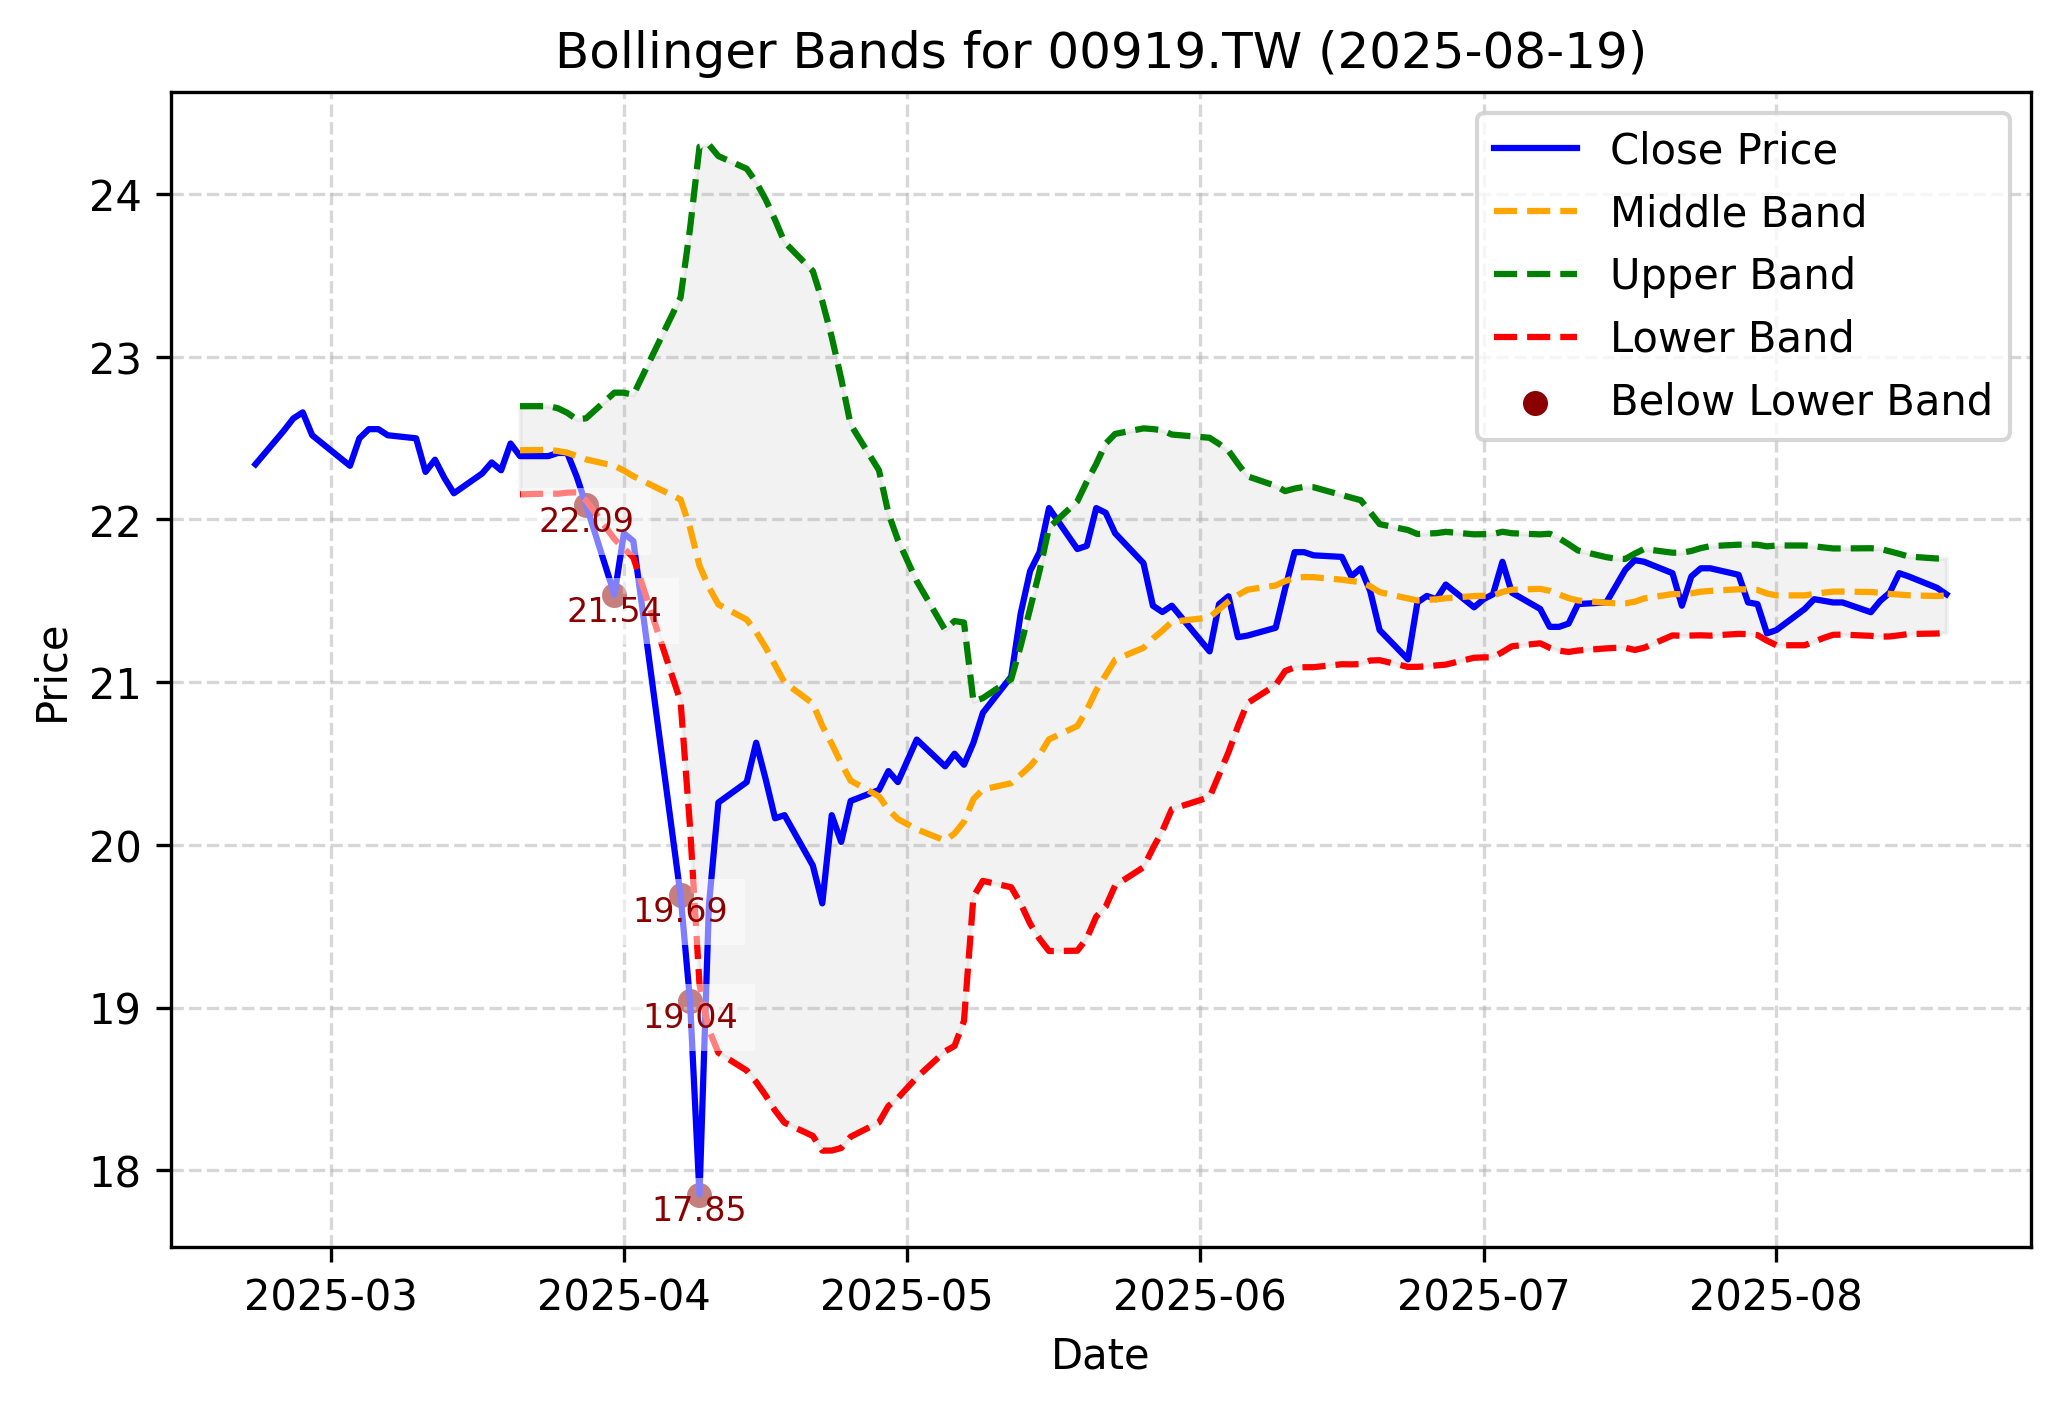 Bollinger Bands for 00919.TW (2025-08-19)
Close Price
Middle Band
Upper Band
Lower Band
Below Lower Band
24
23
22
21
20
19
18
Price
22.09
21.54
19.69
19.04
17.85
2025-03
2025-04
2025-05
2025-06
2025-07
2025-08
Date